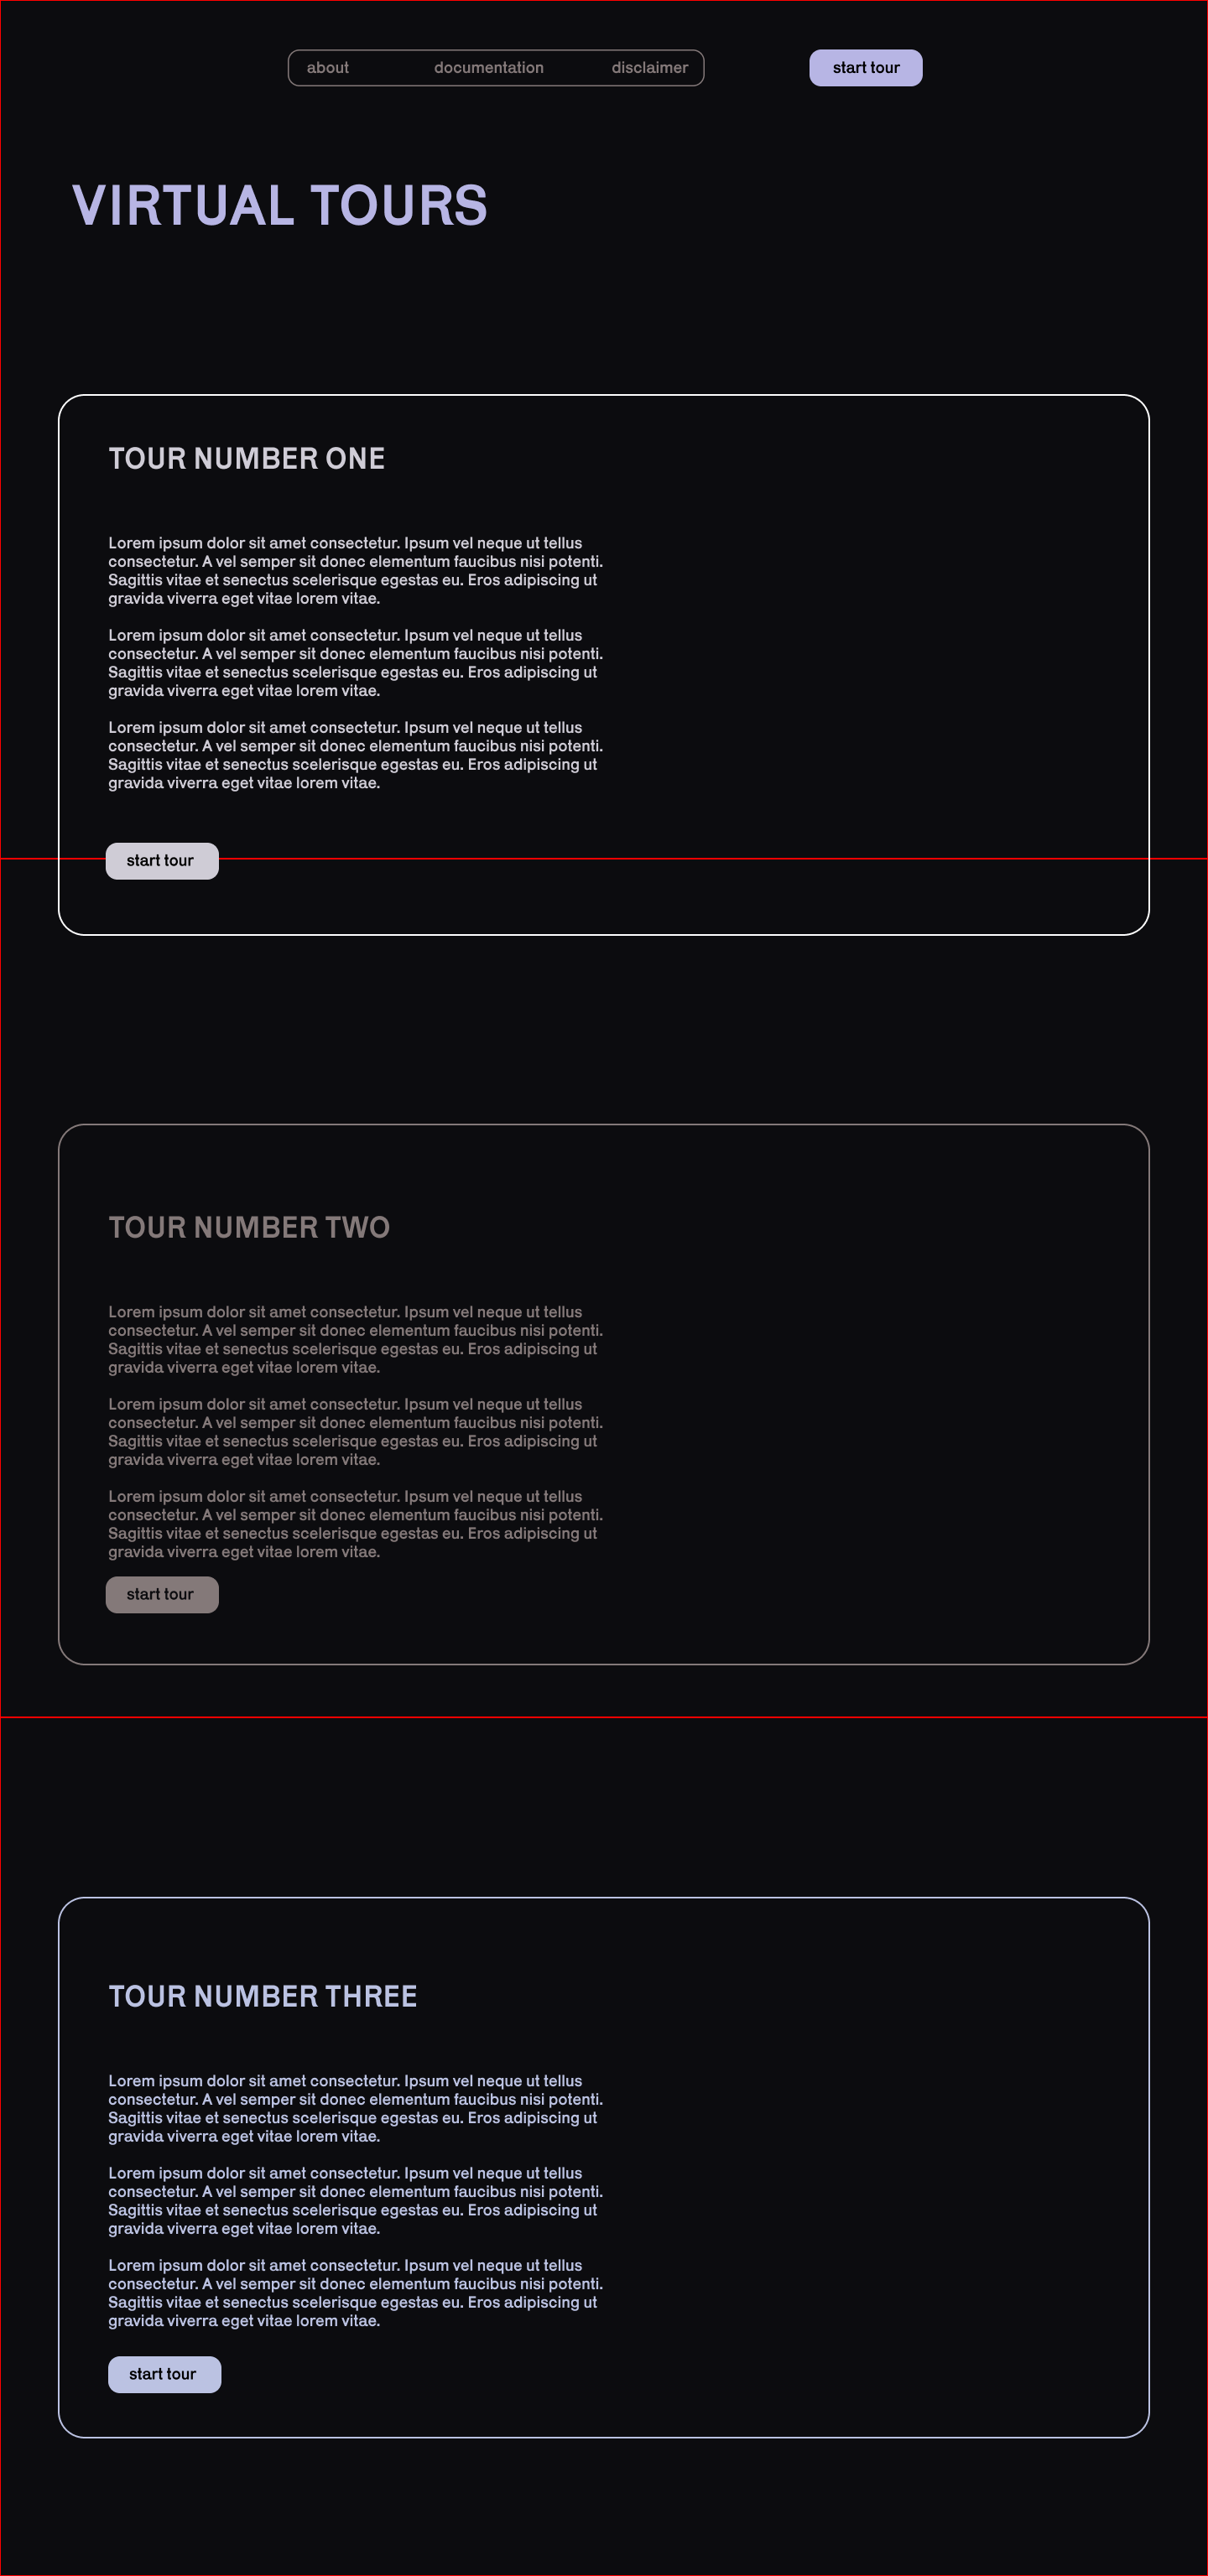 about documentation disclaimer start tour
VIRTUAL TOURS
TOUR NUMBER ONE
Lorem ipsum dolor sit amet consectetur. Ipsum vel neque ut tellus
consectetur. A vel semper sit donec elementum faucibus nisi potenti.
Sagittis vitae et senectus scelerisque egestas eu. Eros adipiscing ut
gravida viverra eget vitae lorem vitae.
Lorem ipsum dolor sit amet consectetur. Ipsum vel neque ut tellus
consectetur. A vel semper sit donec elementum faucibus nisi potenti.
Sagittis vitae et senectus scelerisque egestas eu. Eros adipiscing ut
gravida viverra eget vitae lorem vitae.
Lorem ipsum dolor sit amet consectetur. Ipsum vel neque ut tellus
consectetur. A vel semper sit donec elementum faucibus nisi potenti.
Sagittis vitae et senectus scelerisque egestas eu. Eros adipiscing ut
gravida viverra eget vitae lorem vitae.
start tour
TOUR NUMBER TWO
Lorem ipsum dolor sit amet consectetur. Ipsum vel neque ut tellus
consectetur. A vel semper sit donec elementum faucibus nisi potenti.
Sagittis vitae et senectus scelerisque egestas eu. Eros adipiscing ut
gravida viverra eget vitae lorem vitae.
Lorem ipsum dolor sit amet consectetur. Ipsum vel neque ut tellus
consectetur. A vel semper sit donec elementum faucibus nisi potenti.
Sagittis vitae et senectus scelerisque egestas eu. Eros adipiscing ut
gravida viverra eget vitae lorem vitae.
Lorem ipsum dolor sit amet consectetur. Ipsum vel neque ut tellus
consectetur. A vel semper sit donec elementum faucibus nisi potenti.
Sagittis vitae et senectus scelerisque egestas eu. Eros adipiscing ut
gravida viverra eget vitae lorem vitae.
start tour
TOUR NUMBER THREE
Lorem ipsum dolor sit amet consectetur. Ipsum vel neque ut tellus
consectetur. A vel semper sit donec elementum faucibus nisi potenti.
Sagittis vitae et senectus scelerisque egestas eu. Eros adipiscing ut
gravida viverra eget vitae lorem vitae.
Lorem ipsum dolor sit amet consectetur. Ipsum vel neque ut tellus
consectetur. A vel semper sit donec elementum faucibus nisi potenti.
Sagittis vitae et senectus scelerisque egestas eu. Eros adipiscing ut
gravida viverra eget vitae lorem vitae.
Lorem ipsum dolor sit amet consectetur. Ipsum vel neque ut tellus
consectetur. A vel semper sit donec elementum faucibus nisi potenti.
Sagittis vitae et senectus scelerisque egestas eu. Eros adipiscing ut
gravida viverra eget vitae lorem vitae.
start tour